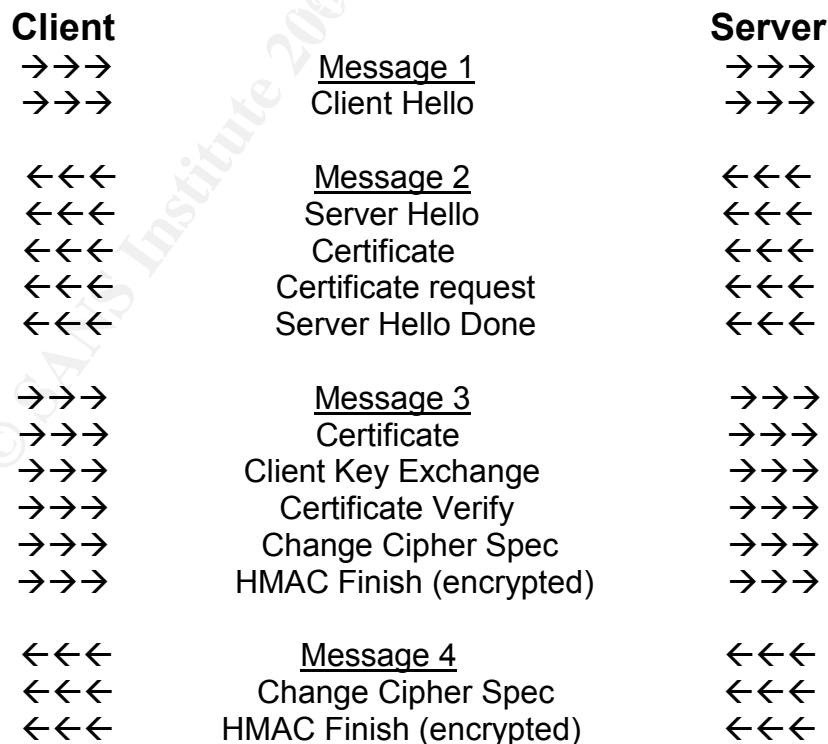 Client Server
→→→ Message 1 →→→
→→→ Client Hello →→→
←←← Message 2 ←←←
←←← Server Hello ←←←
←←← Certificate ←←←
←←← Certificate request ←←←
←←← Server Hello Done ←←←
→→→ Message 3 →→→
→→→ Certificate →→→
→→→ Client Key Exchange →→→
→→→ Certificate Verify →→→
→→→ Change Cipher Spec →→→
→→→ HMAC Finish (encrypted) →→→
←←← Message 4 ←←←
←←← Change Cipher Spec ←←←
←←← HMAC Finish (encrypted) ←←←
© SANS Institute